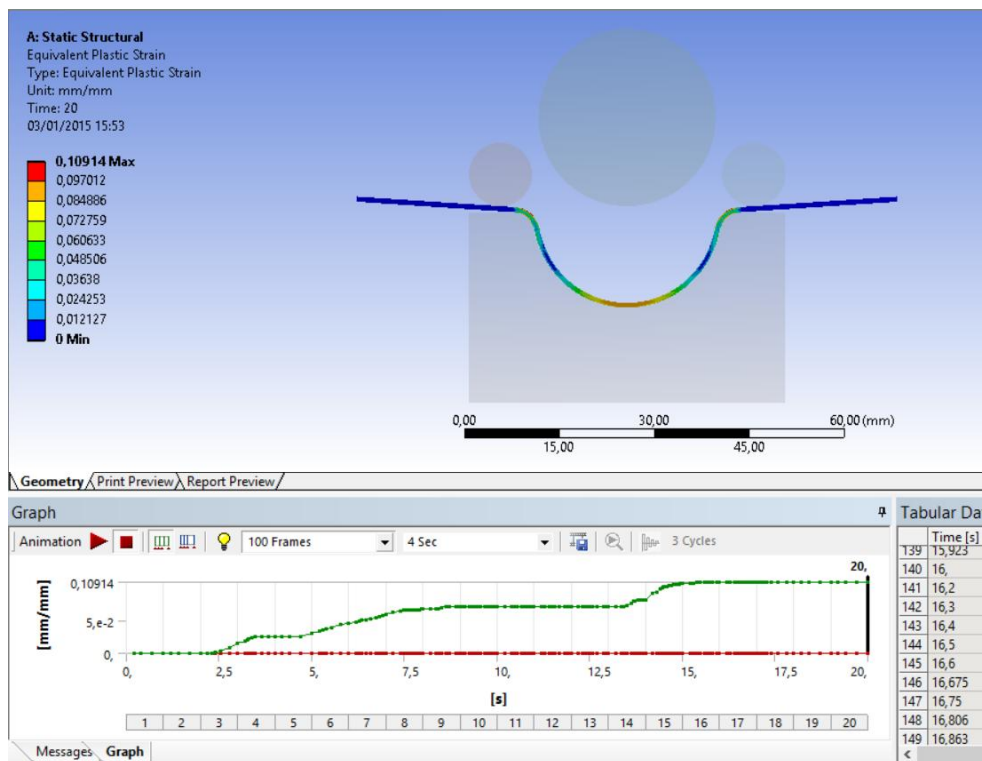 A: Static Structural
Equivalent Plastic Strain
Type: Equivalent Plastic Strain
Unit: mm/mm
Time: 20
03/01/2015 15:53
0,10914 Max
0,097012
0,084886
0,072759
0,060633
0,048506
0,03638
0,024253
0,012127
0 Min
0,00 30,00 60,00 (mm)
15,00 45,00
Geometry Print Preview Report Preview
Graph
Animation 100 Frames 4 Sec 3 Cycles
20,
0,10914
5,e-2
0,
[mm/mm]
0, 2,5 5, 7,5 10, 12,5 15, 17,5 20,
[s]
1 2 3 4 5 6 7 8 9 10 11 12 13 14 15 16 17 18 19 20
Messages Graph
Tabular Da
Time [s]
139 15,923
140 16,
141 16,2
142 16,3
143 16,4
144 16,5
145 16,6
146 16,675
147 16,75
148 16,806
149 16,863